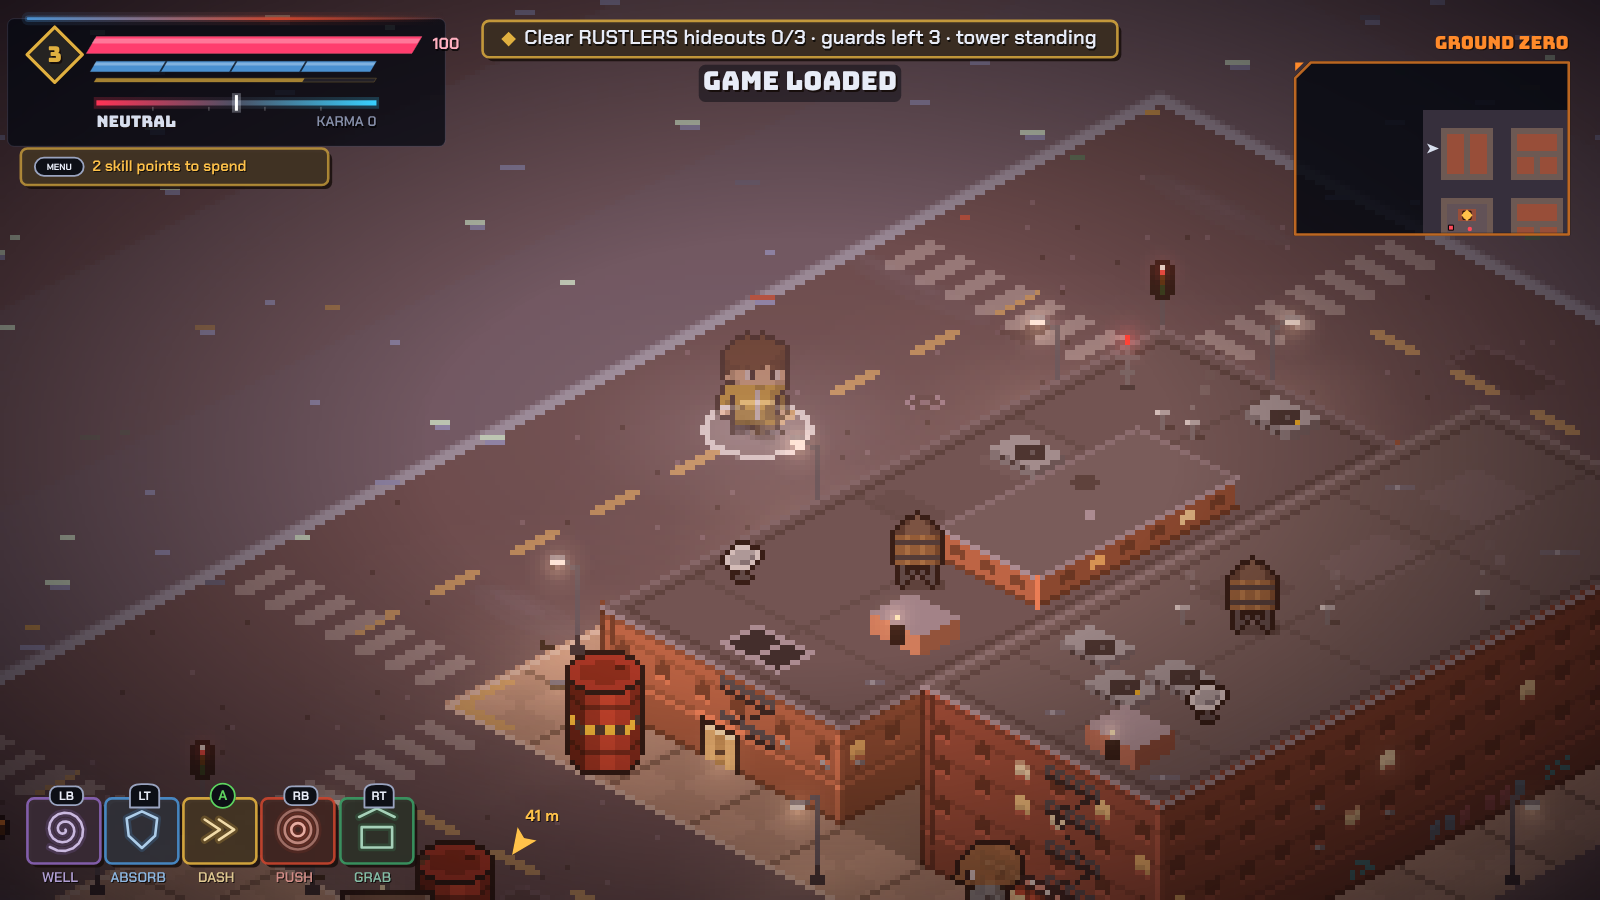 3
100
NEUTRAL
KARMA 0
MENU
2 skill points to spend
Clear RUSTLERS hideouts 0/3 · guards left 3 · tower standing
GAME LOADED
GROUND ZERO
41 m
LB
LT
A
RB
RT
WELL
ABSORB
DASH
PUSH
GRAB